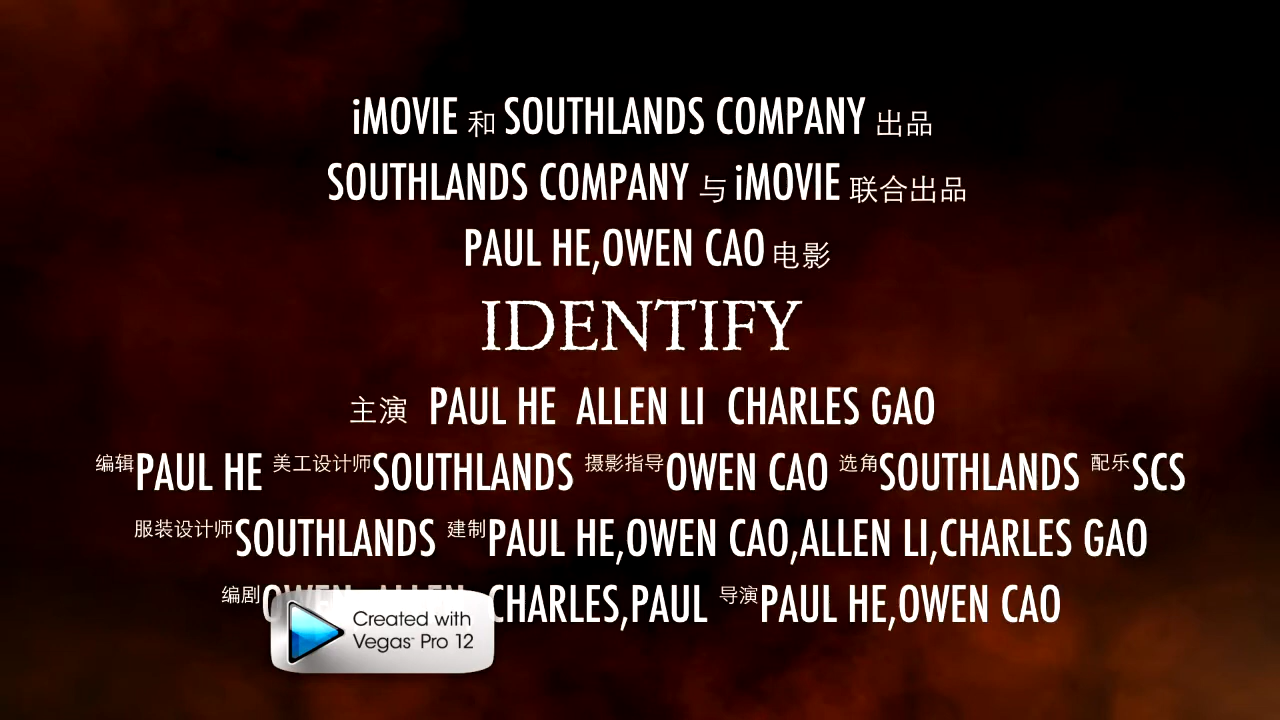 iMOVIE 和 SOUTHLANDS COMPANY 出品
SOUTHLANDS COMPANY 与 iMOVIE 联合出品
PAUL HE,OWEN CAO 电影
IDENTIFY
主演 PAUL HE ALLEN LI CHARLES GAO
编辑PAUL HE 美工设计师SOUTHLANDS 摄影指导OWEN CAO 选角SOUTHLANDS 配乐SCS
服装设计师SOUTHLANDS 建制PAUL HE,OWEN CAO,ALLEN LI,CHARLES GAO
编剧OWEN ALLEN CHARLES,PAUL 导演PAUL HE,OWEN CAO
Created with
Vegas™ Pro 12